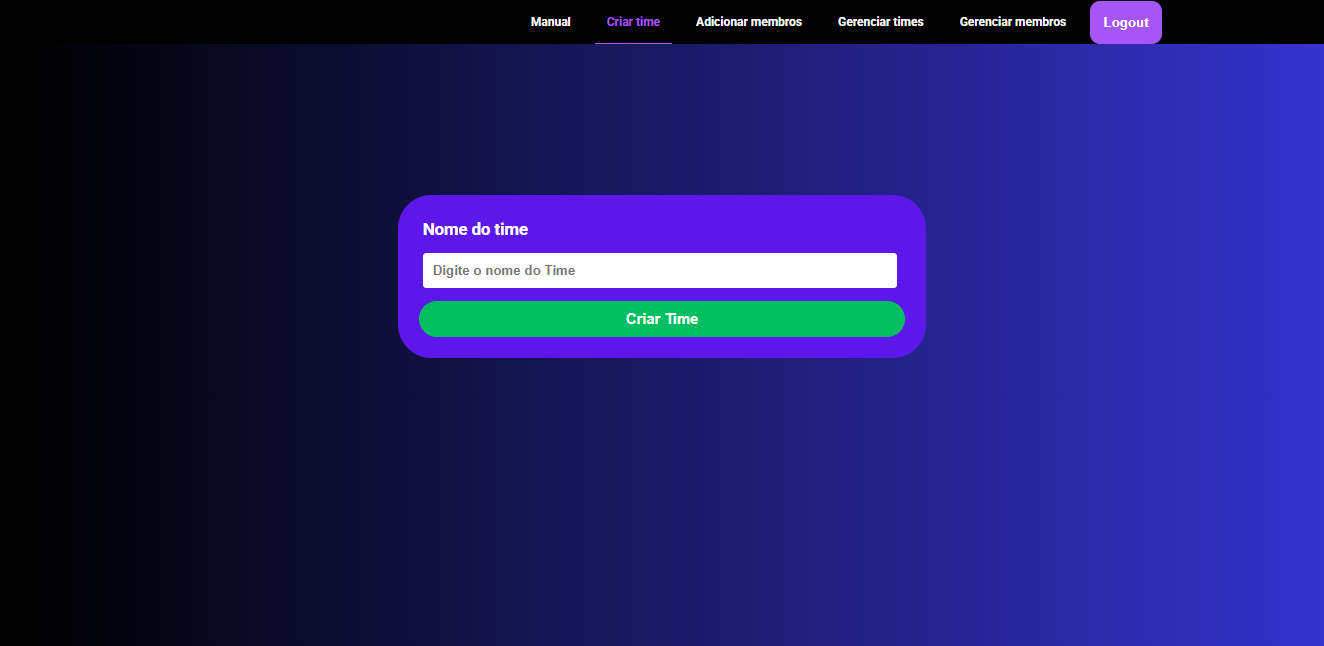 Manual Criar time Adicionar membros Gerenciar times Gerenciar membros Logout
Nome do time
Digite o nome do Time
Criar Time